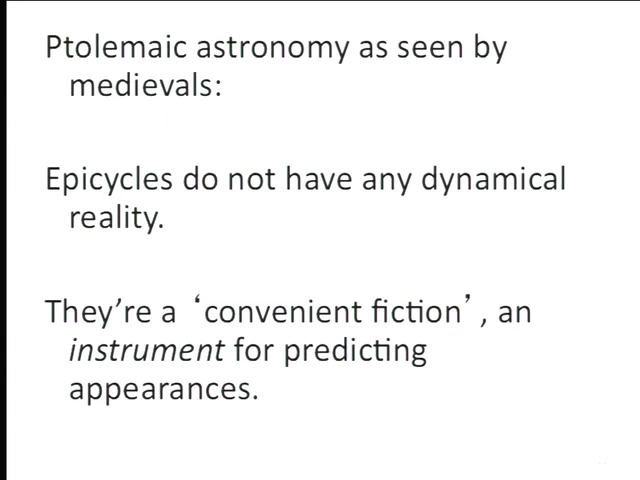 Ptolemaic astronomy as seen by
medievals:
Epicycles do not have any dynamical
reality.
They’re a ‘convenient fiction’, an
instrument for predicting
appearances.